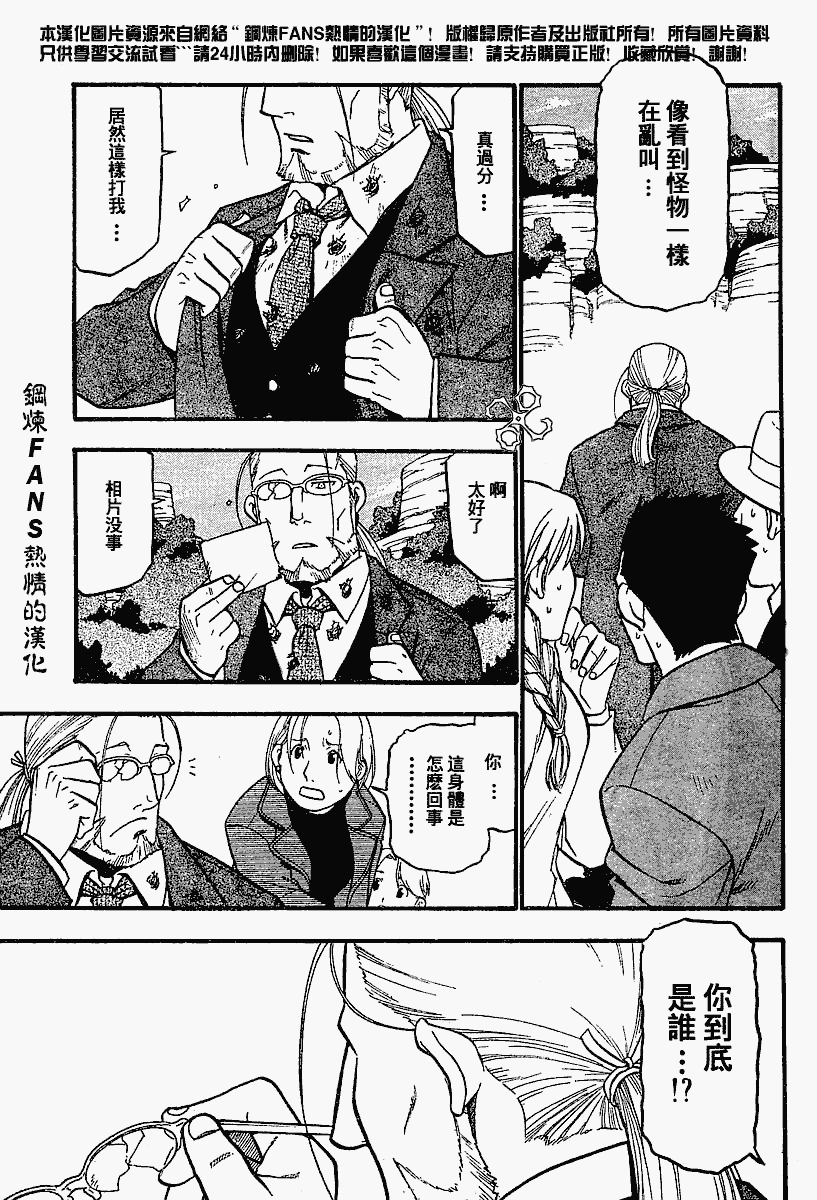 本漢化圖片資源來自網絡“鋼煉FANS熱情的漢化”！版權歸原作者及出版社所有！所有圖片資料
只供學習交流試看```請24小時內刪除！如果喜歡這個漫畫！請支持購買正版！收藏欣賞！謝謝！
像看到怪物一樣
在亂叫…
真過分…
居然這樣打我…
啊
太好了
相片没事
你…
這身體是
怎麼回事
…………
你到底
是誰…!?
鋼煉FANS熱情的漢化